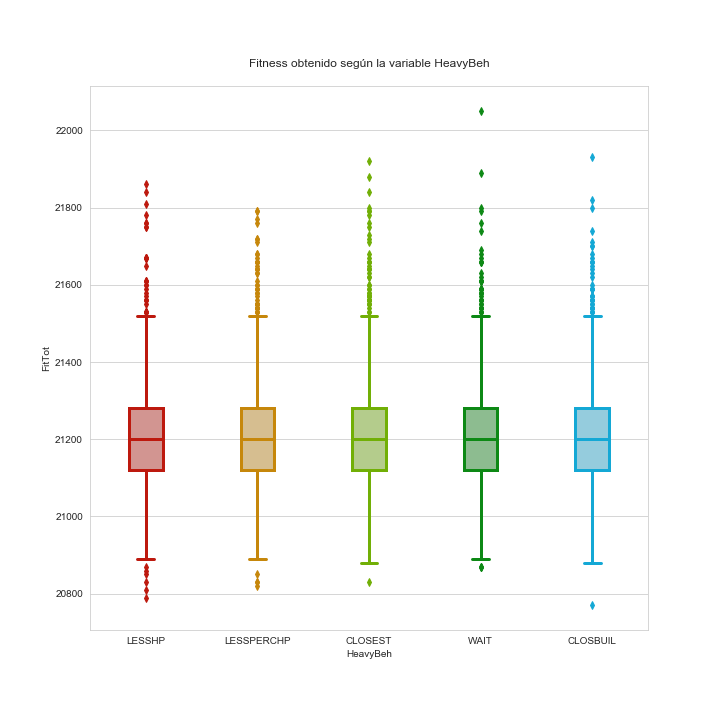 Fitness obtenido según la variable HeavyBeh
22000
21800
21600
21400
21200
21000
20800
FitTot
LESSHP LESSPERCHP CLOSEST WAIT CLOSBUIL
HeavyBeh